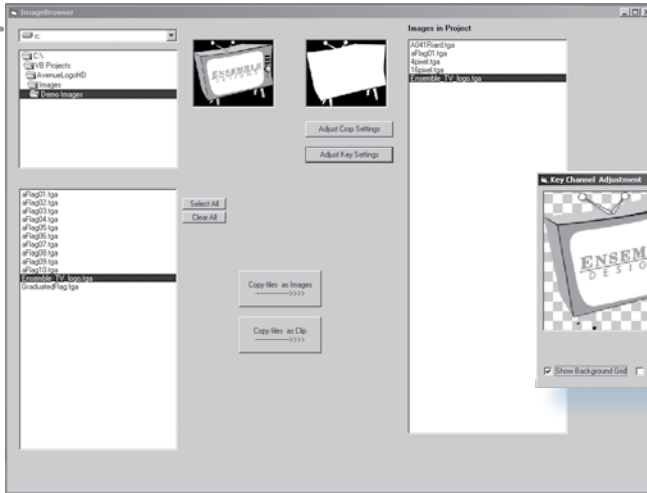 ImageBrowser
c:
C:\
VB Projects
AvenueLogoHD
Images
Demo Images
ENSEMBLE
DESIGNS
Adjust Crop Settings
Adjust Key Settings
Images in Project
A041Riard.tga
aFlag01.tga
4pixel.tga
16pixel.tga
Ensemble_TV_logo.tga
aFlag01.tga
aFlag02.tga
aFlag03.tga
aFlag04.tga
aFlag05.tga
aFlag06.tga
aFlag07.tga
aFlag08.tga
aFlag09.tga
aFlag10.tga
Ensemble_TV_logo.tga
GraduatedFlag.tga
Select All
Clear All
Copy files as Images
------------>>>>
Copy files as Clip
------------>>>>
Key Channel Adjustment
ENSEM
DESIG
Show Background Grid